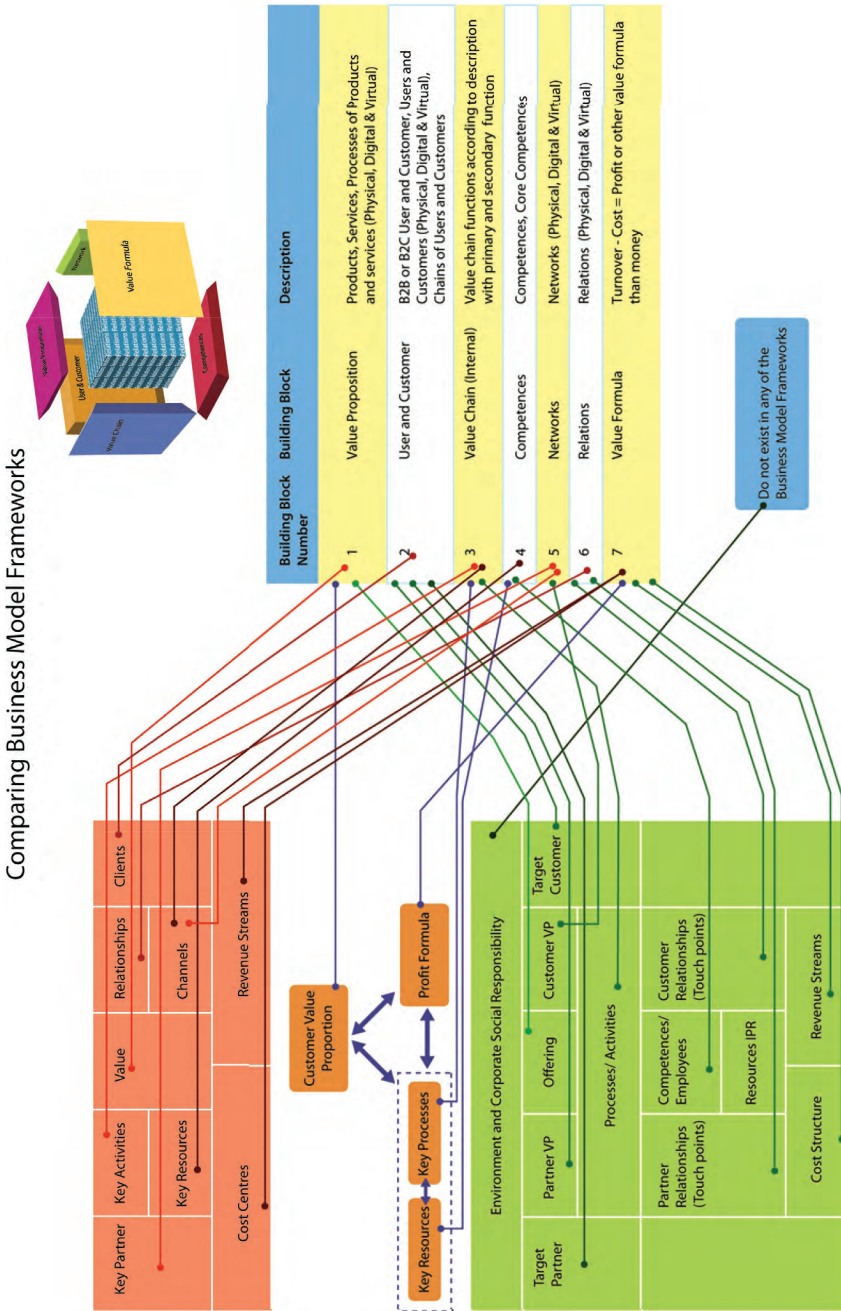 Comparing Business Model Frameworks
Key Partner
Key Activities
Value
Relationships
Clients
Key Resources
Channels
Cost Centres
Revenue Streams
Customer Value
Proportion
Key Resources
Key Processes
Profit Formula
Environment and Corporate Social Responsibility
Target
Partner
Partner VP
Offering
Customer VP
Target
Customer
Processes/ Activities
Partner
Relationships
(Touch points)
Competences/
Employees
Customer
Relationships
(Touch points)
Resources IPR
Cost Structure
Revenue Streams
Value Proposition
User & Customer
Network
Value Chain
Value Formula
Competences
Relations
Building Block
Number
Building Block
Description
1
Value Proposition
Products, Services, Processes of Products
and services (Physical, Digital & Virtual)
2
User and Customer
B2B or B2C User and Customer, Users and
Customers (Physical, Digital & Virtual),
Chains of Users and Customers
3
Value Chain (Internal)
Value chain functions according to description
with primary and secondary function
4
Competences
Competences, Core Competences
5
Networks
Networks (Physical, Digital & Virtual)
6
Relations
Relations (Physical, Digital & Virtual)
7
Value Formula
Turnover - Cost = Profit or other value formula
than money
Do not exist in any of the
Business Model Frameworks